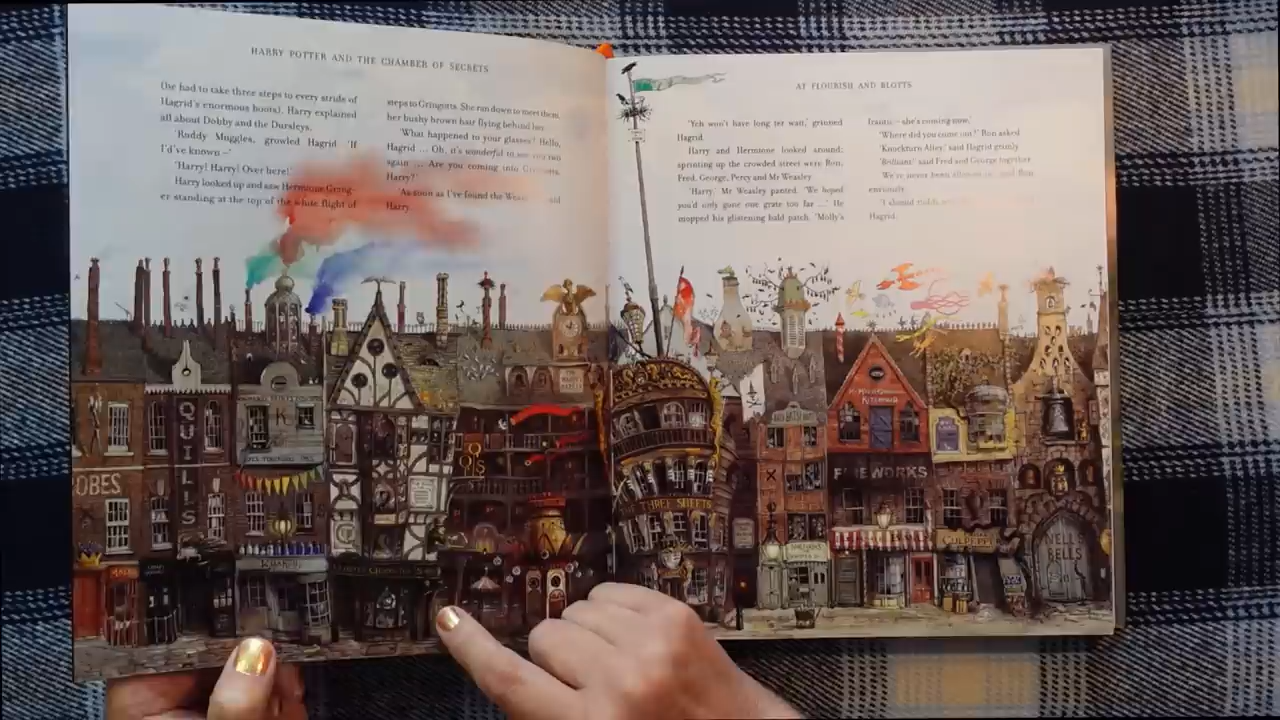 HARRY POTTER AND THE CHAMBER OF SECRETS
(he had to take three steps to every stride of
Hagrid's enormous boots). Harry explained
all about Dobby and the Dursleys.
'Ruddy Muggles,' growled Hagrid. 'If
I'd've known –'
'Harry! Harry! Over here!'
Harry looked up and saw Hermione Grang-
er standing at the top of the white flight of
steps to Gringotts. She ran down to meet them,
her bushy brown hair flying behind her.
'What happened to your glasses? Hello,
Hagrid ... Oh, it's wonderful to see you two
again ... Are you coming into Gringotts,
Harry?'
'As soon as I've found the
Harry.
AT FLOURISH AND BLOTTS
'Yeh won't have long ter wait,' grinned
Hagrid.
Harry and Hermione looked around:
sprinting up the crowded street were Ron,
Fred, George, Percy and Mr Weasley.
'Harry,' Mr Weasley panted. 'We hoped
you'd only gone one grate too far ...' He
mopped his glistening bald patch. 'Molly's
frantic – she's coming now.'
'Where did you come out?' Ron asked.
'Knockturn Alley,' said Hagrid grimly.
'Brilliant!' said Fred and George together.
'We've never been said Ron
enviously.
'I should
Hagrid.
OBES
QUILLS
K
THREE SHEETS
FIREWORKS
CULPEPPER
NELL'S
BELLS